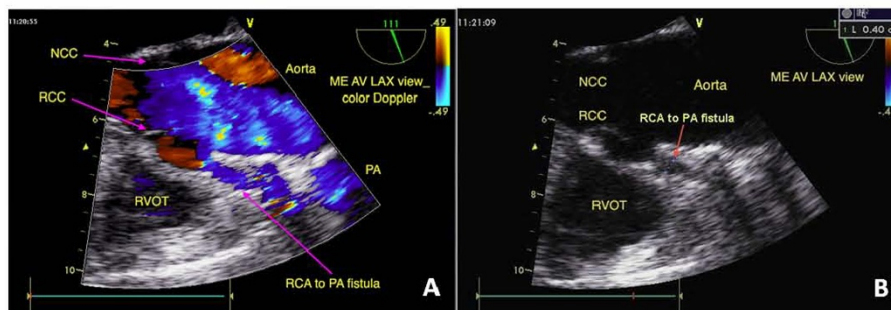 11:20:53
V
111
.49
-.49
4
6
8
10
NCC
RCC
Aorta
ME AV LAX view_
color Doppler
PA
RVOT
RCA to PA fistula
A
11:21:09
V
111
L 0.40 c
4
6
8
10
NCC
RCC
Aorta
ME AV LAX view
RCA to PA fistula
RVOT
B